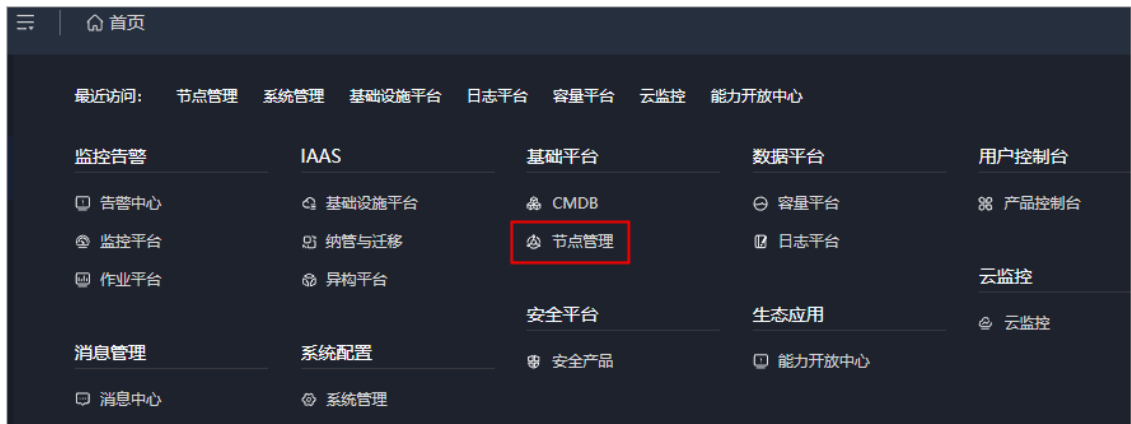 首页
最近访问: 节点管理 系统管理 基础设施平台 日志平台 容量平台 云监控 能力开放中心
监控告警 IAAS 基础平台 数据平台 用户控制台
告警中心 基础设施平台 CMDB 容量平台 产品控制台
监控平台 纳管与迁移 节点管理 日志平台
作业平台 异构平台 云监控
安全平台 生态应用
云监控
消息管理 系统配置
安全产品 能力开放中心
消息中心 系统管理